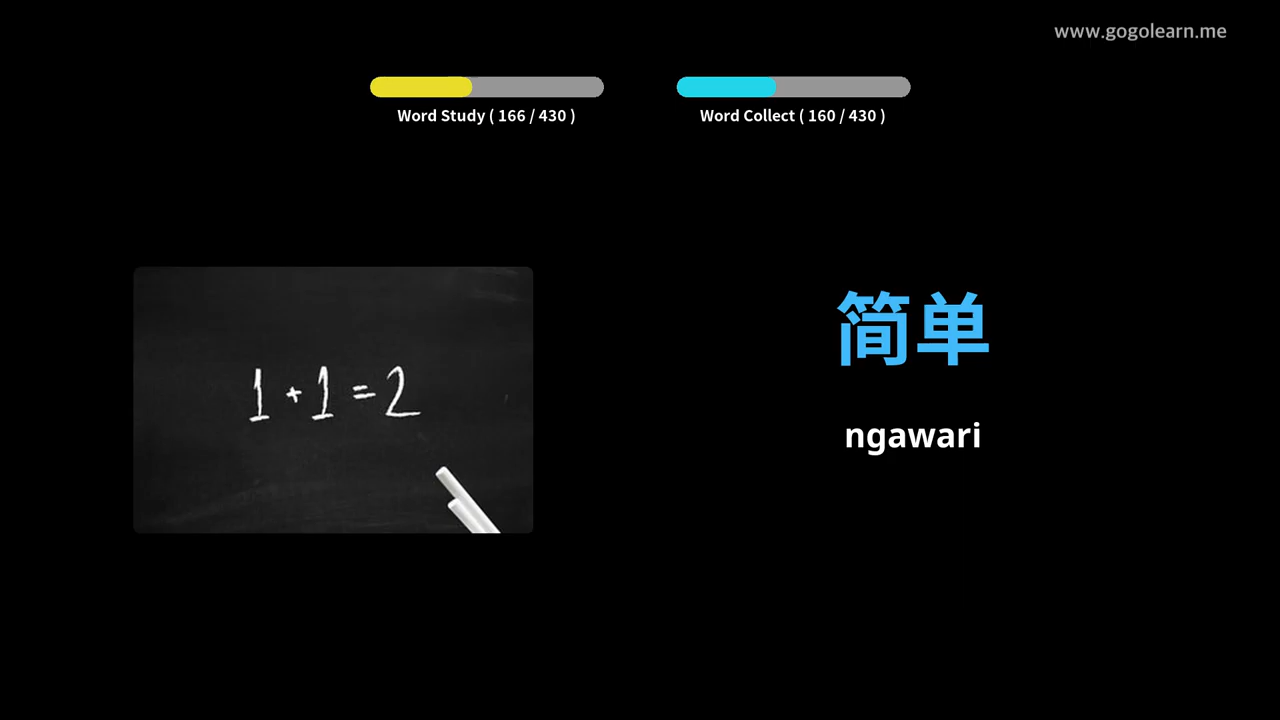 www.gogolearn.me
Word Study ( 166 / 430 )
Word Collect ( 160 / 430 )
1 + 1 = 2
简单
ngawari